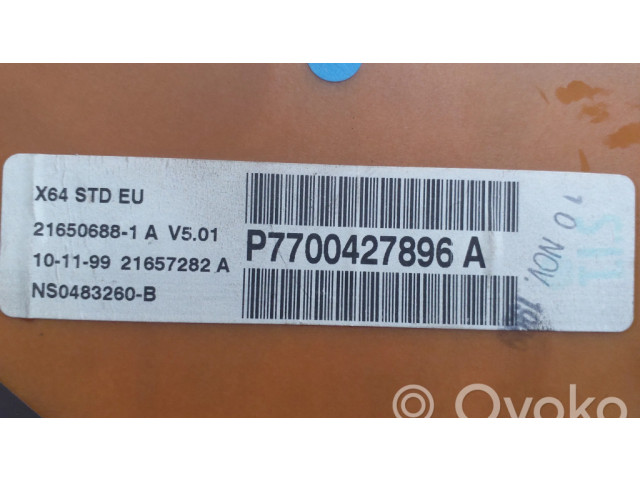 X64 STD EU
21650688-1 A V5.01
10-11-99 21657282 A
NS0483260-B
P7700427896 A
10 NOV.
© Ovoko